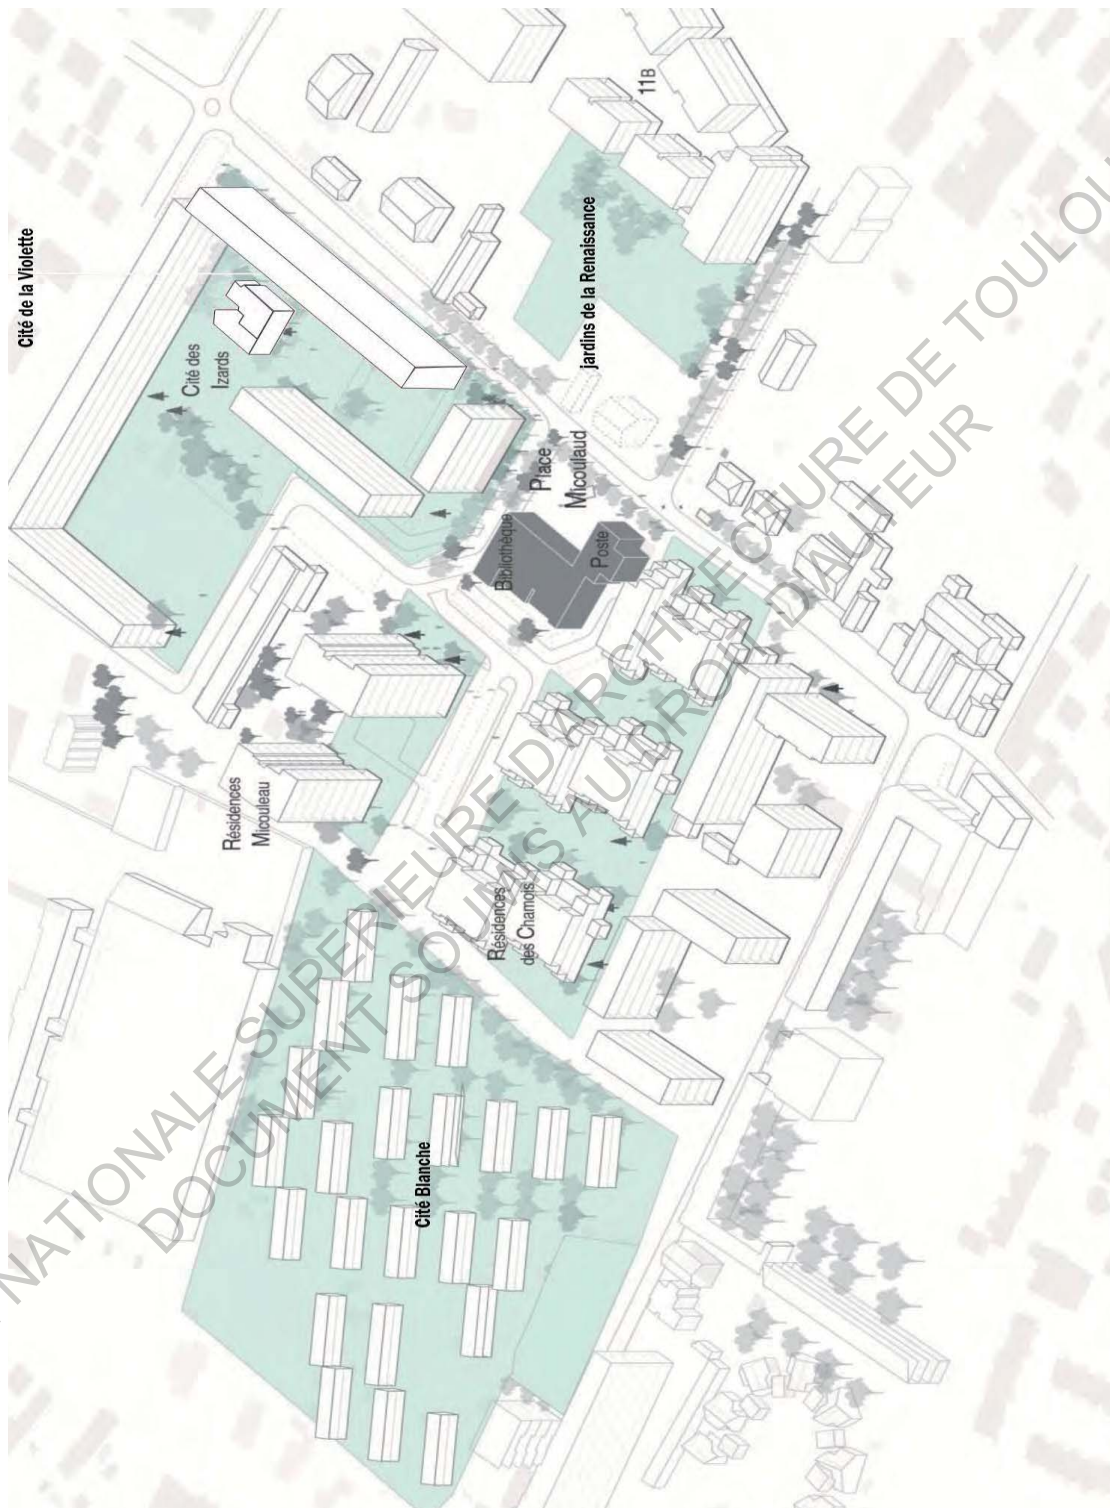 Cité de la Violette
Cité des
Izards
jardins de la Renaissance
11B
Place
Micoulaud
Bibliothèque
Poste
Résidences
Micouleau
Résidences
des Chamois
Cité Blanche
NATIONALE SUPERIEURE D'ARCHITECTURE DE TOULOU
DOCUMENT SOUMIS AU DROIT D'AUTEUR